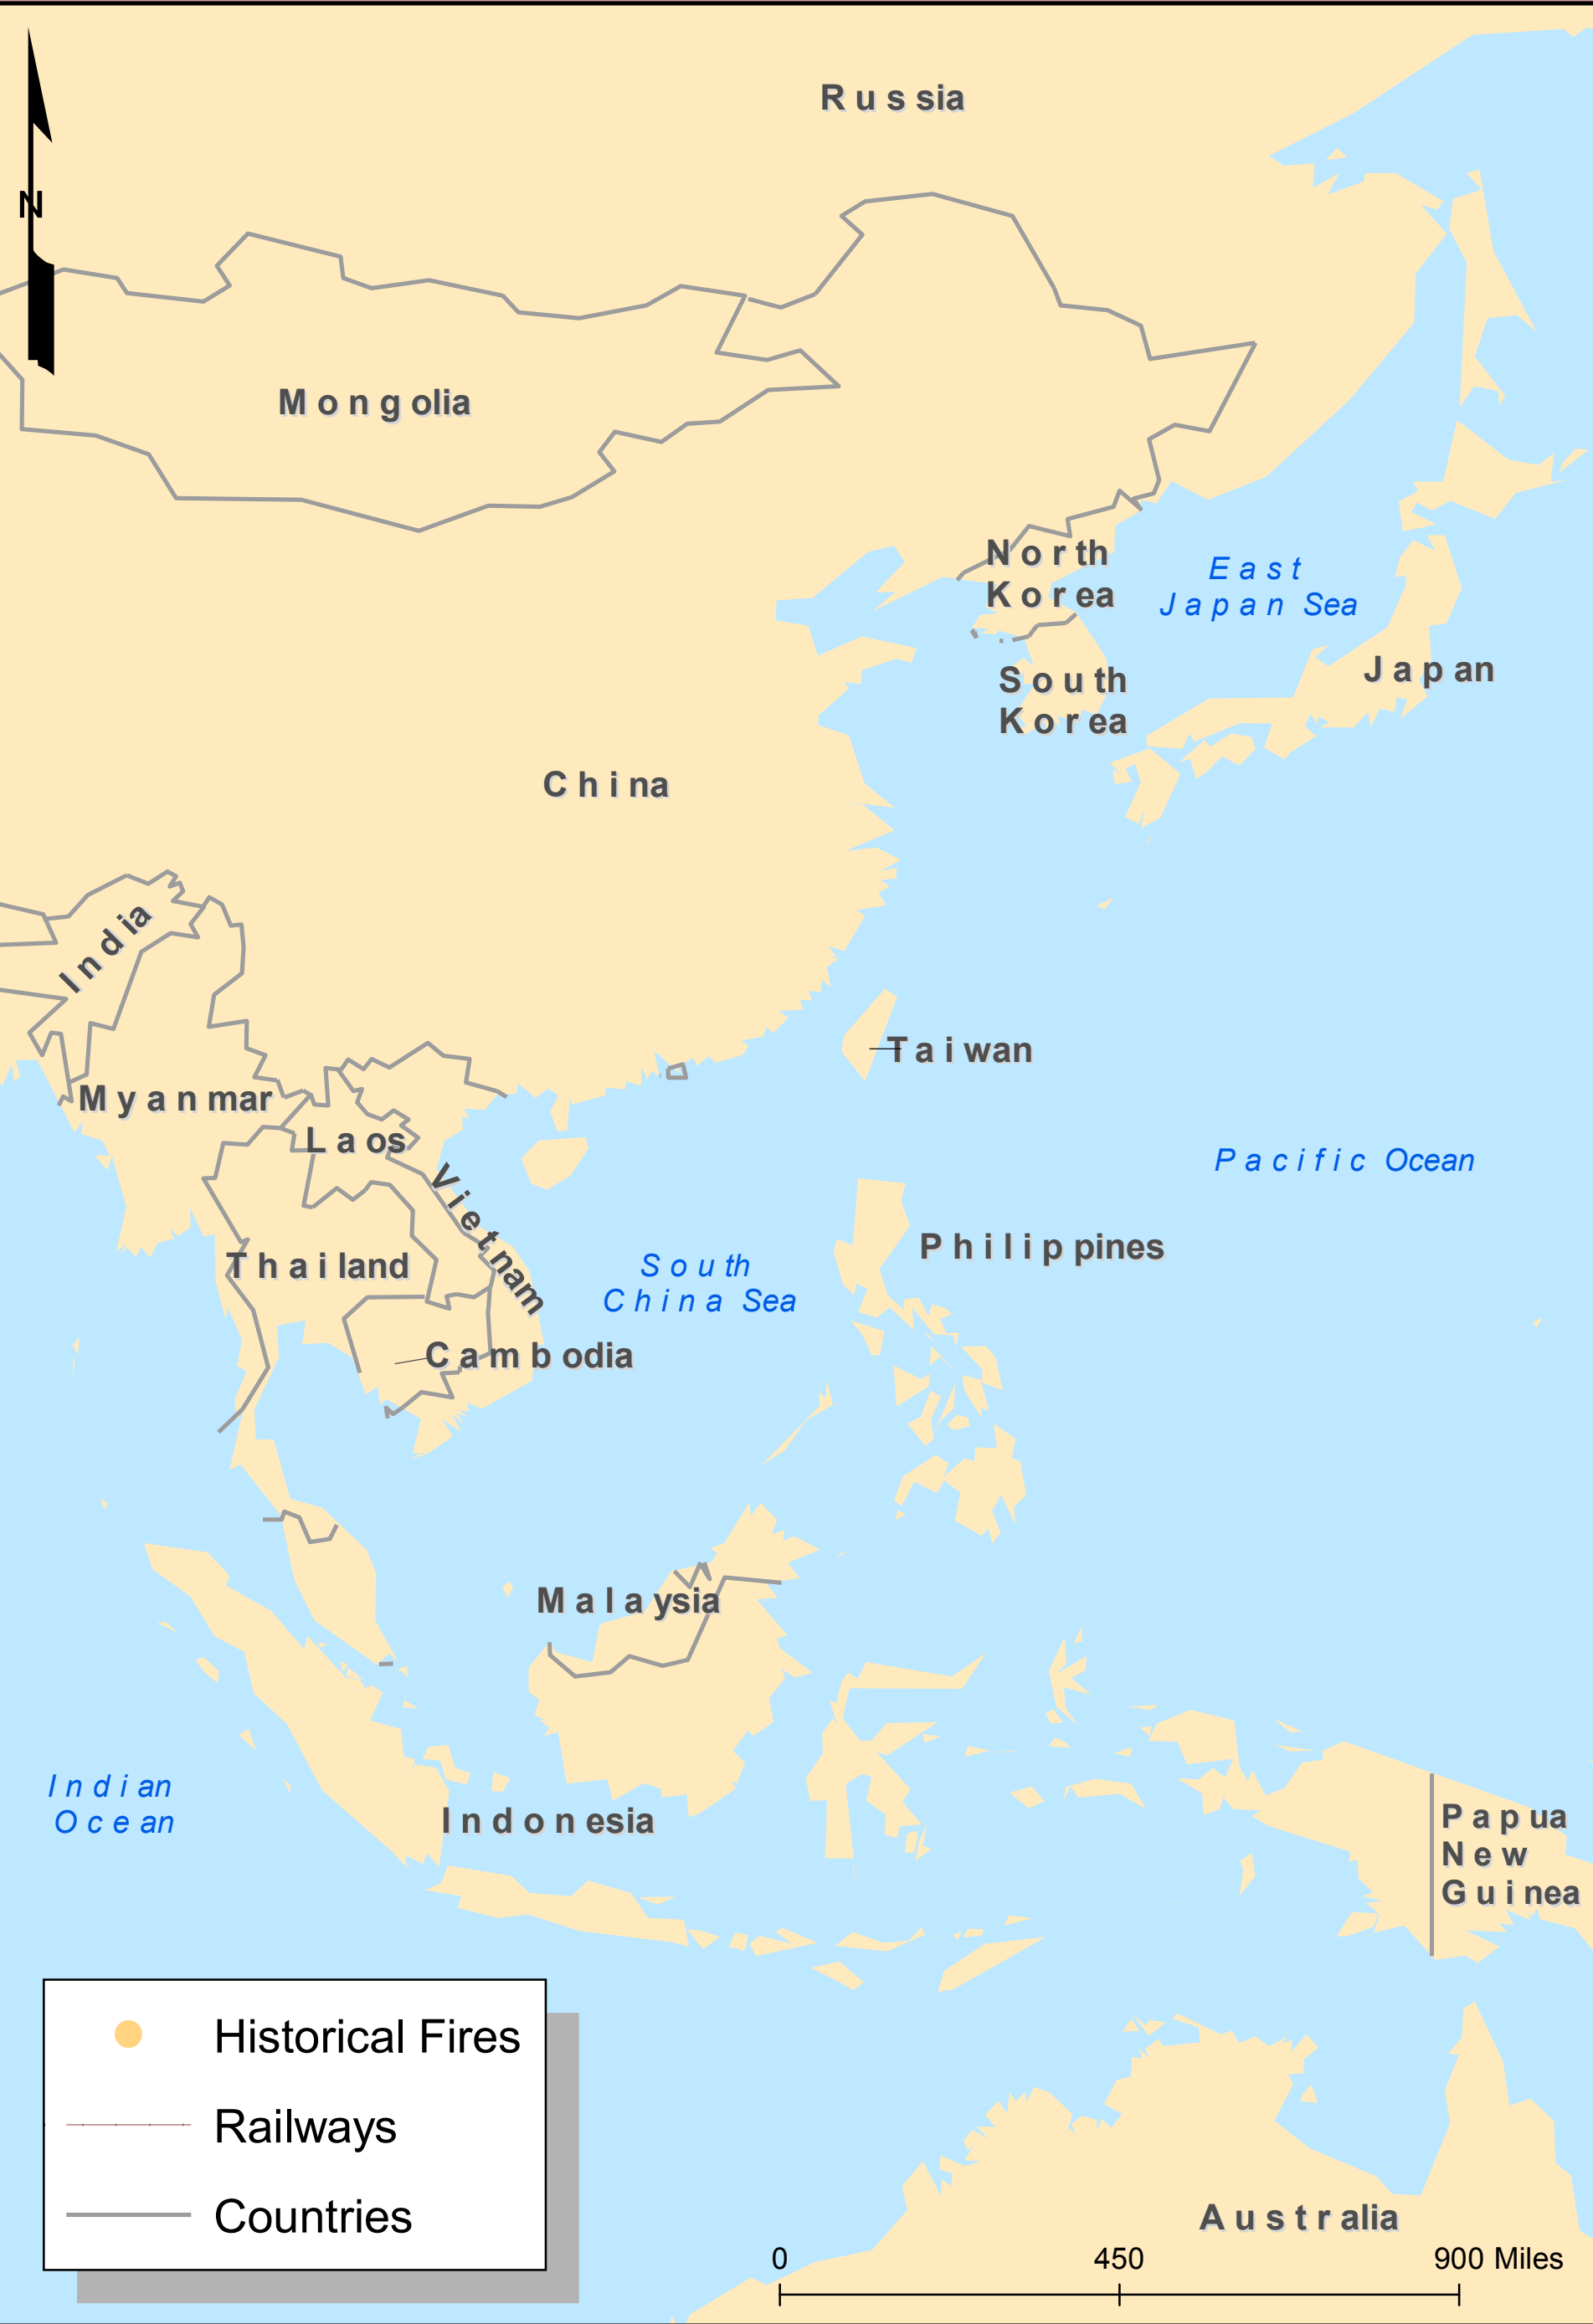 Russia
N
Mongolia
North
Korea
East
Japan Sea
South
Korea
Japan
China
India
Taiwan
Myanmar
Laos
Pacific Ocean
Vietnam
Philippines
Thailand
South
China Sea
Cambodia
Malaysia
Indian
Ocean
Indonesia
Papua
New
Guinea
Historical Fires
Railways
Countries
Australia
0 450 900 Miles